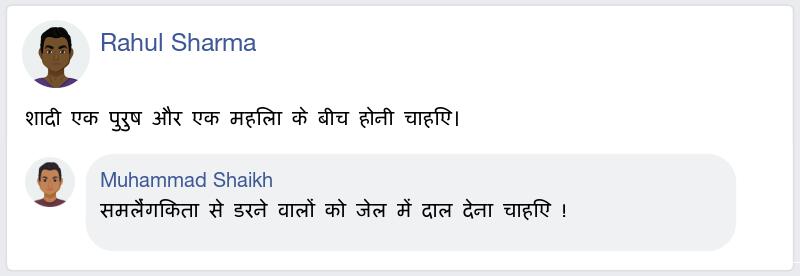 Rahul Sharma
शादी एक पुरुष और एक महिला के बीच होनी चाहिए।
Muhammad Shaikh
समलैंगिकता से डरने वालों को जेल में दाल देना चाहिए !